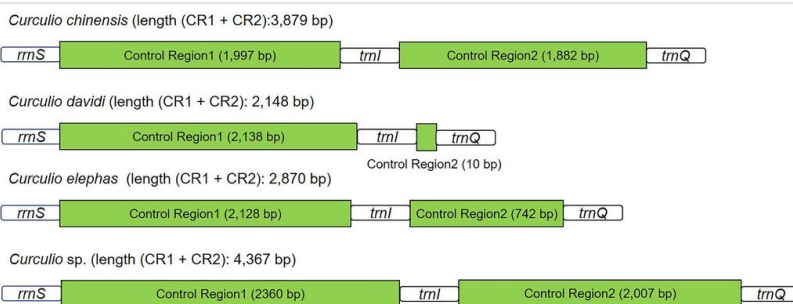 Curculio chinensis (length (CR1 + CR2):3,879 bp)
rrnS Control Region1 (1,997 bp) trnI Control Region2 (1,882 bp) trnQ
Curculio davidi (length (CR1 + CR2): 2,148 bp)
rrnS Control Region1 (2,138 bp) trnI trnQ
Control Region2 (10 bp)
Curculio elephas (length (CR1 + CR2): 2,870 bp)
rrnS Control Region1 (2,128 bp) trnI Control Region2 (742 bp) trnQ
Curculio sp. (length (CR1 + CR2): 4,367 bp)
rrnS Control Region1 (2360 bp) trnI Control Region2 (2,007 bp) trnQ